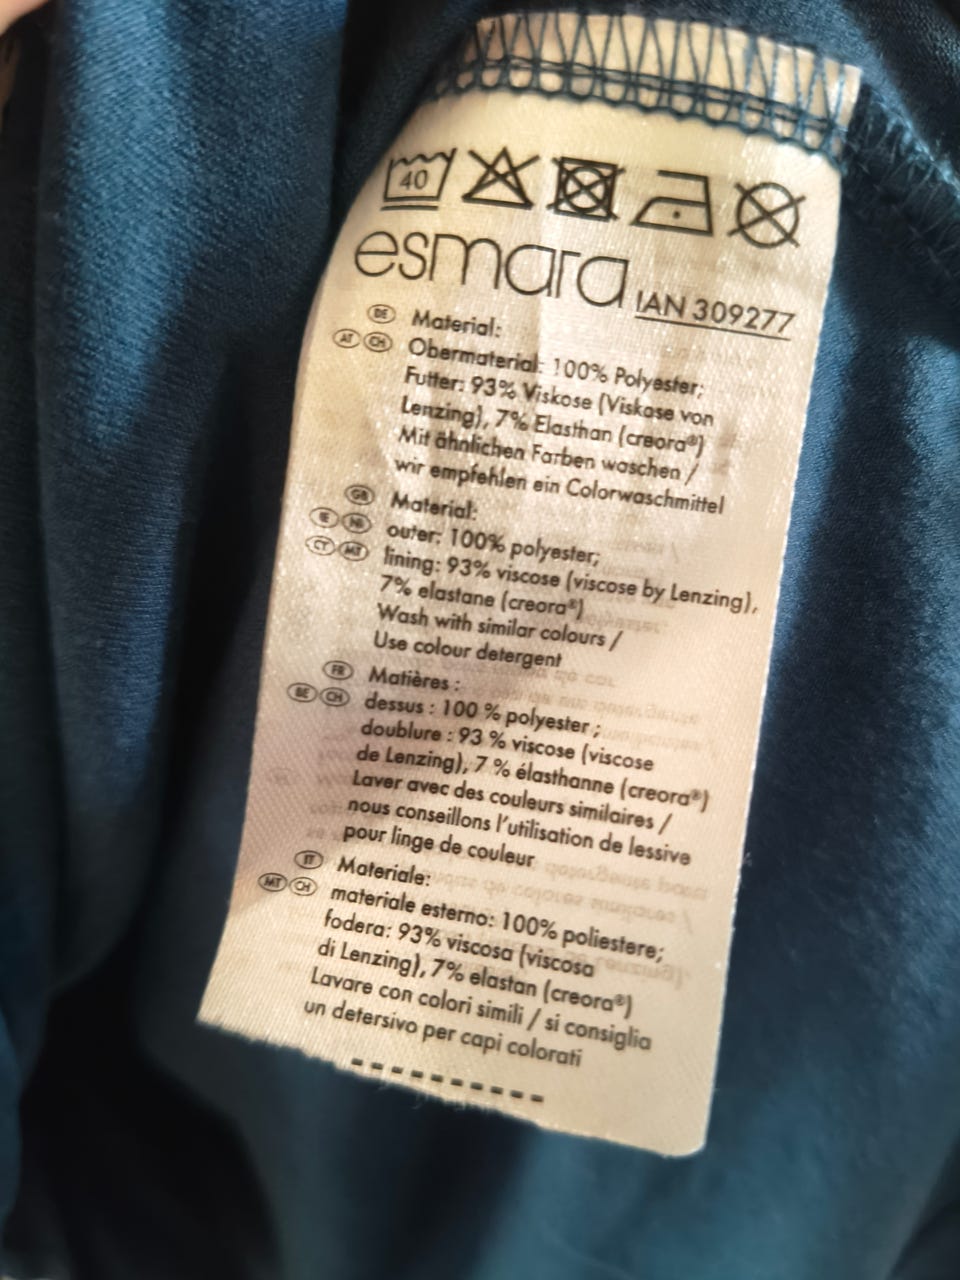 40
esmara IAN 309277
DE Material:
AT CH Obermaterial: 100% Polyester;
Futter: 93% Viskose (Viskose von
Lenzing), 7% Elasthan (creora®)
Mit ähnlichen Farben waschen /
wir empfehlen ein Colorwaschmittel
GB Material:
IE NI outer: 100% polyester;
CY MT lining: 93% viscose (viscose by Lenzing),
7% elastane (creora®)
Wash with similar colours /
Use colour detergent
FR Matières :
BE CH dessus : 100 % polyester ;
doublure : 93 % viscose (viscose
de Lenzing), 7 % élasthanne (creora®)
Laver avec des couleurs similaires /
nous conseillons l'utilisation de lessive
pour linge de couleur
IT Materiale:
MT CH materiale esterno: 100% poliestere;
fodera: 93% viscosa (viscosa
di Lenzing), 7% elastan (creora®)
Lavare con colori simili / si consiglia
un detersivo per capi colorati